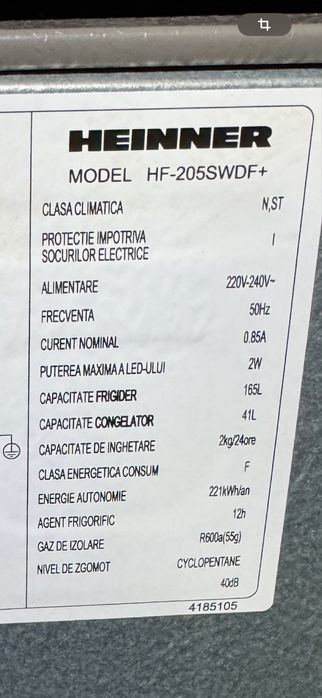 HEINNER
MODEL HF-205SWDF+
CLASA CLIMATICA N,ST
PROTECTIE IMPOTRIVA
SOCURILOR ELECTRICE I
ALIMENTARE 220V-240V~
FRECVENTA 50Hz
CURENT NOMINAL 0.85A
PUTEREA MAXIMA A LED-ULUI 2W
CAPACITATE FRIGIDER 165L
CAPACITATE CONGELATOR 41L
CAPACITATE DE INGHETARE 2kg/24ore
CLASA ENERGETICA CONSUM F
ENERGIE AUTONOMIE 221kWh/an
AGENT FRIGORIFIC 12h
GAZ DE IZOLARE R600a(55g)
NIVEL DE ZGOMOT CYCLOPENTANE
40dB
4185105